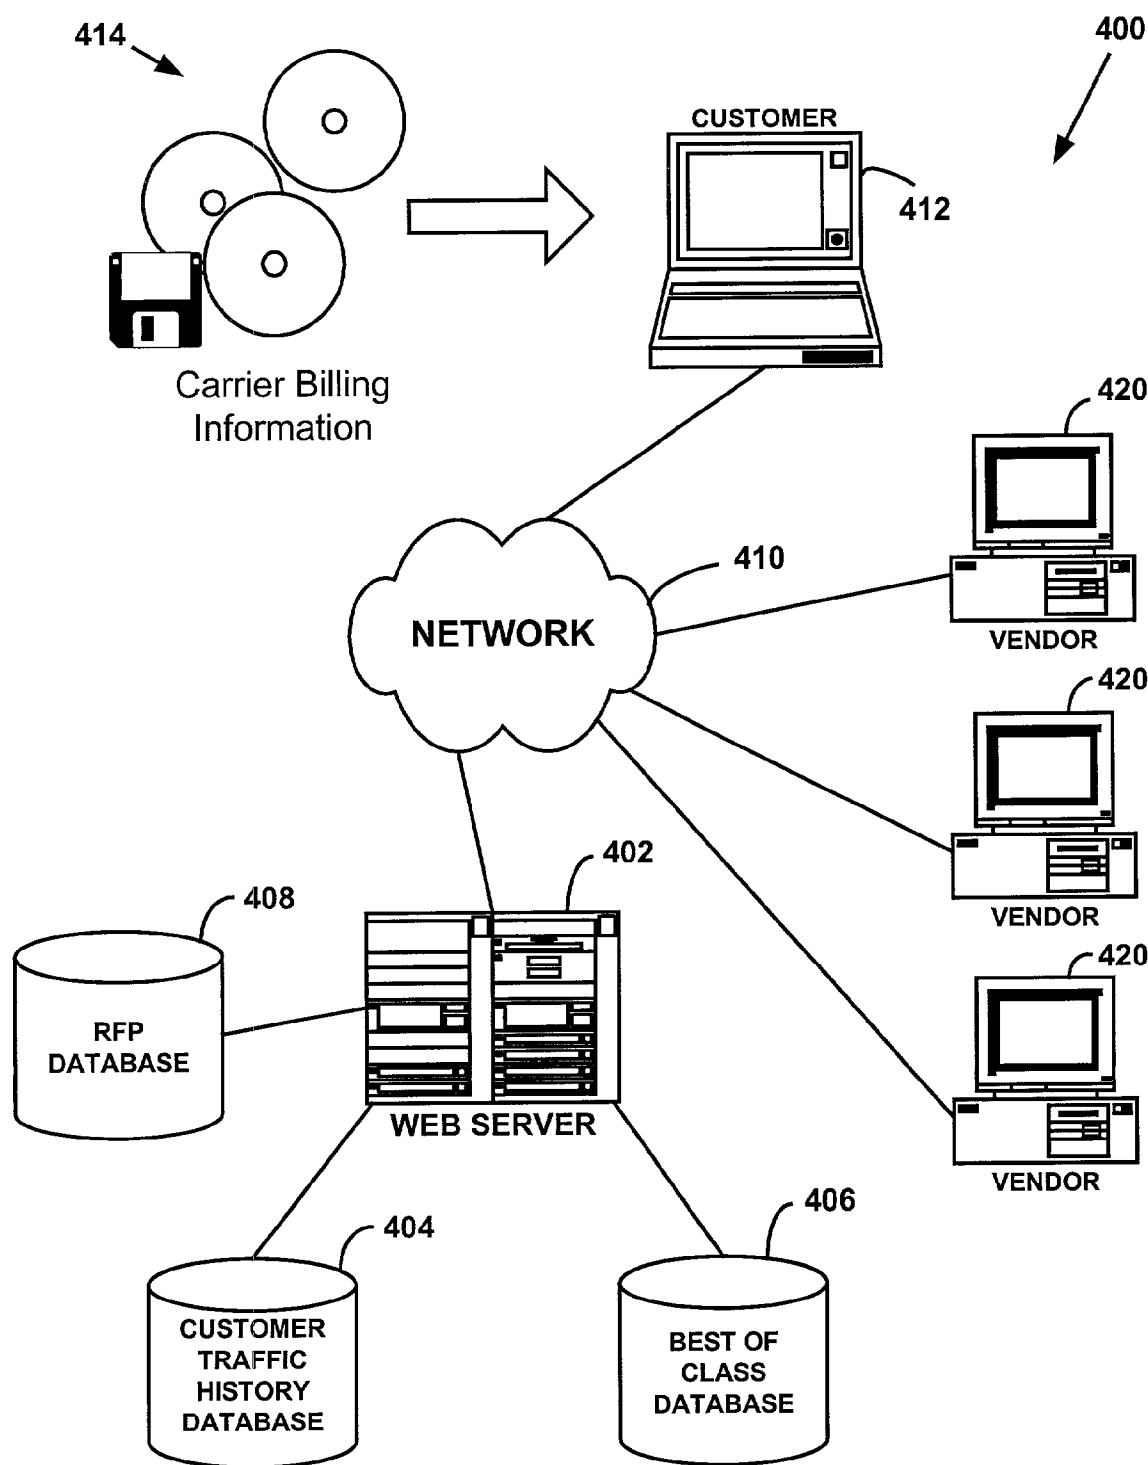 414
400
CUSTOMER
412
Carrier Billing
Information
420
410
NETWORK
VENDOR
420
402
408
VENDOR
420
RFP
DATABASE
WEB SERVER
VENDOR
406
404
CUSTOMER
TRAFFIC
HISTORY
DATABASE
BEST OF
CLASS
DATABASE